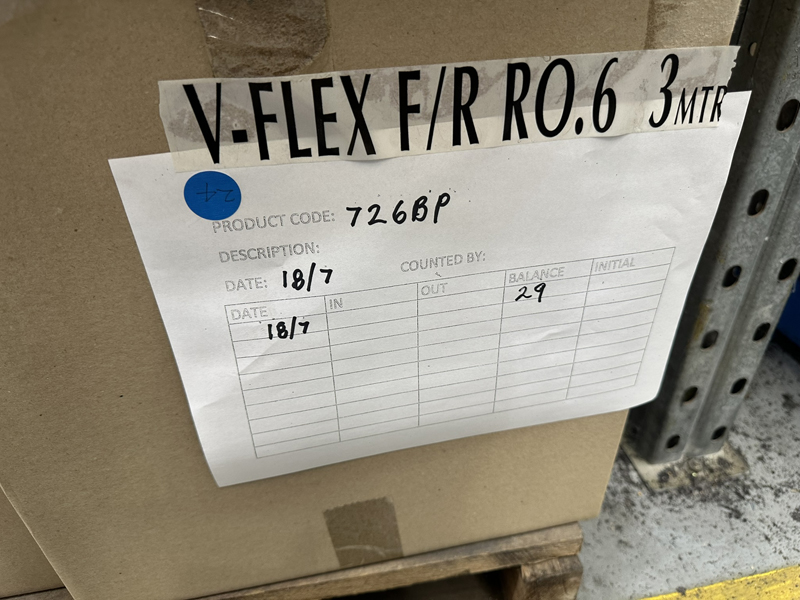 V-FLEX F/R RO.6 3MTR
24
PRODUCT CODE: 726BP
DESCRIPTION:
DATE: 18/7 COUNTED BY:
DATE IN OUT BALANCE INITIAL
18/7 29